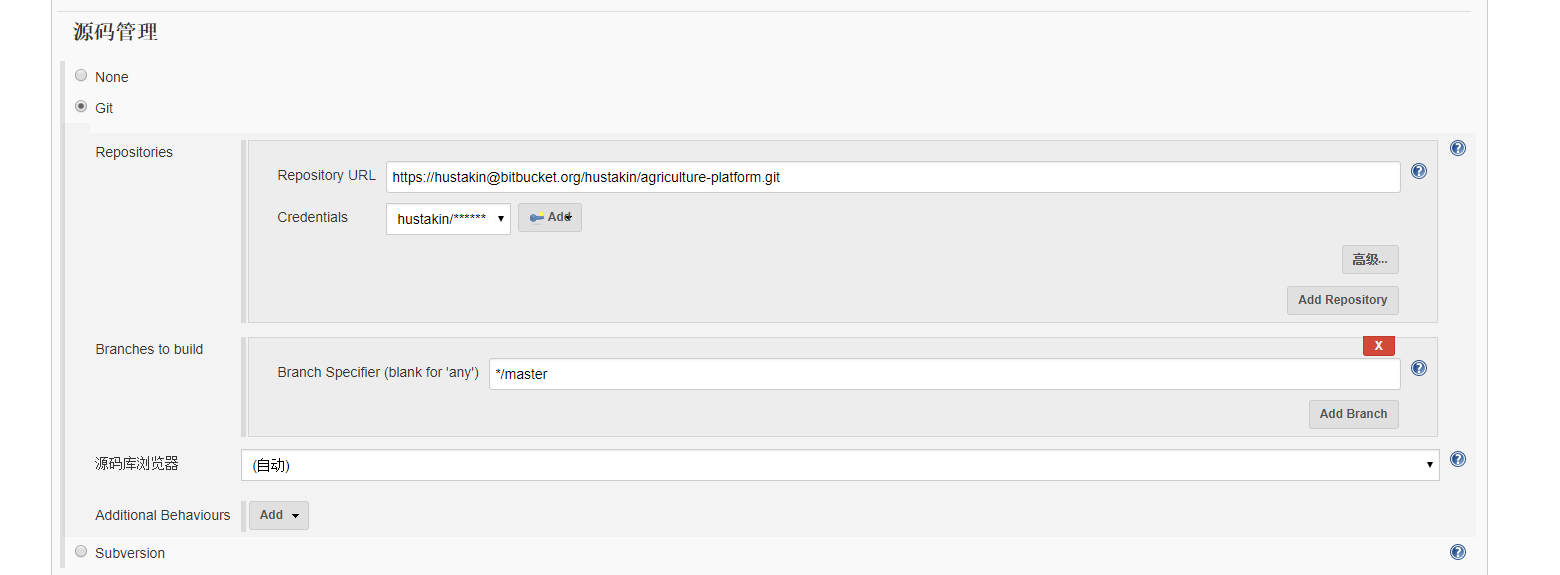 源码管理
None
Git
Repositories
Repository URL https://hustakin@bitbucket.org/hustakin/agriculture-platform.git
Credentials hustakin/****** Add
高级...
Add Repository
Branches to build
X
Branch Specifier (blank for 'any') */master
Add Branch
源码库浏览器 (自动)
Additional Behaviours Add
Subversion